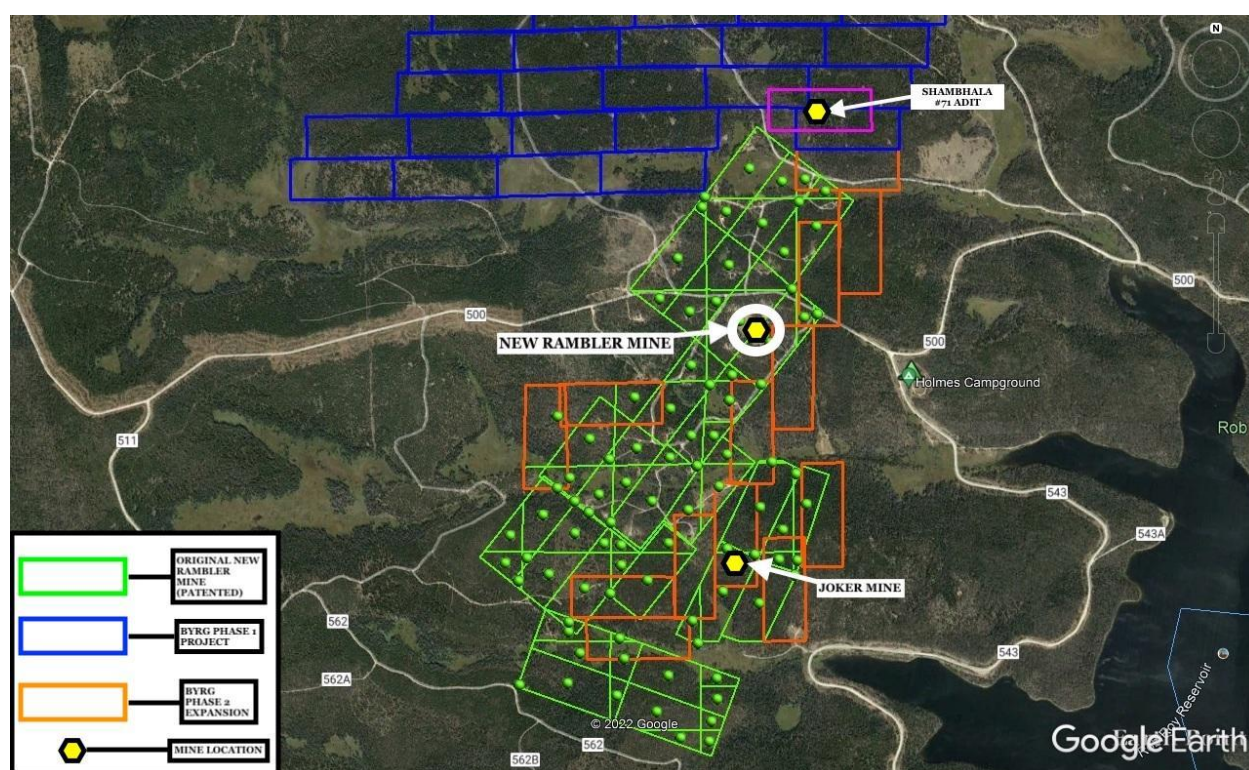 N
SHAMBHALA
#71 ADIT
500
500
NEW RAMBLER MINE
500
Holmes Campground
511
Rob
543
543A
JOKER MINE
562
543
562A
© 2022 Google
562
562B
Reservoir
Google Earth
ORIGINAL NEW
RAMBLER
MINE
(PATENTED)
BYRG PHASE 1
PROJECT
BYRG
PHASE 2
EXPANSION
MINE LOCATION